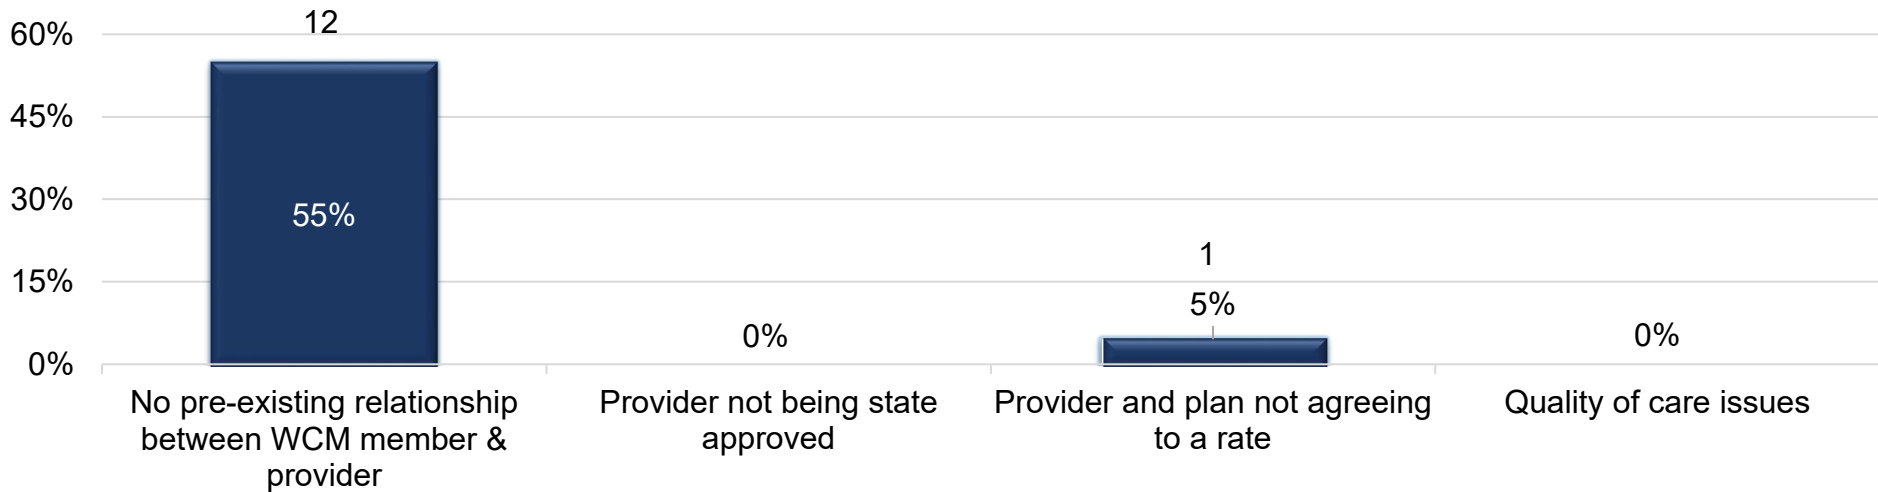 12
60%
45%
30%
15%
0%
55%
0%
1
5%
0%
No pre-existing relationship
between WCM member &
provider
Provider not being state
approved
Provider and plan not agreeing
to a rate
Quality of care issues